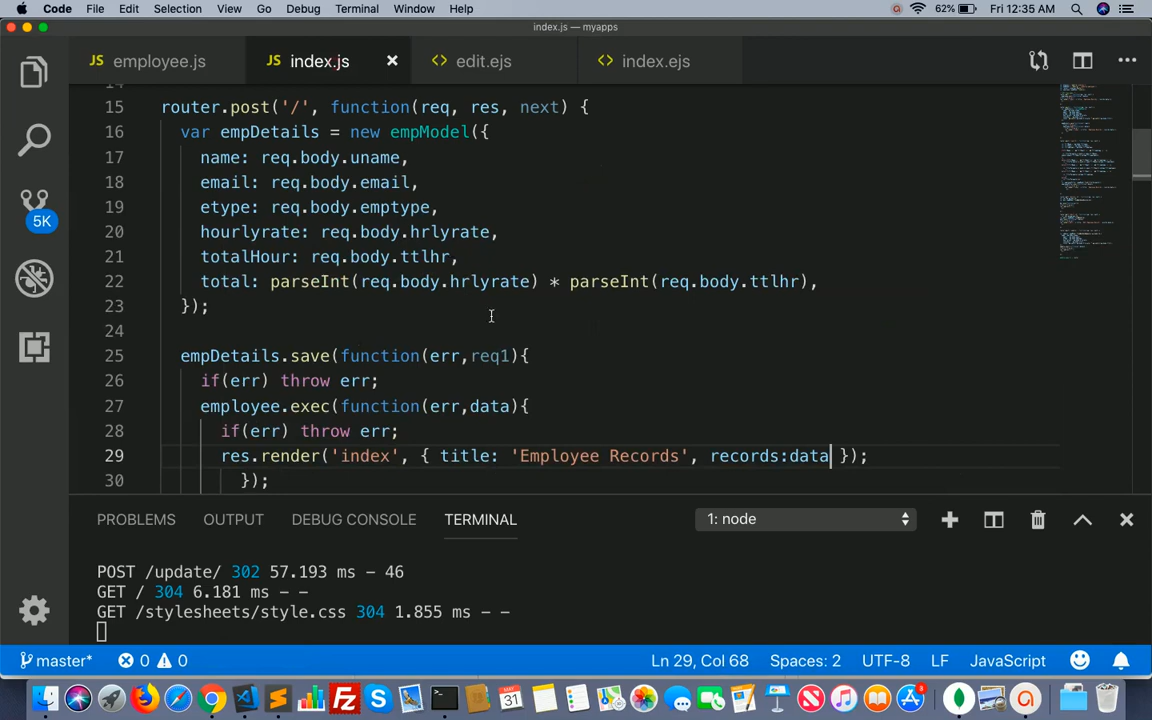 Code File Edit Selection View Go Debug Terminal Window Help 62% Fri 12:35 AM
index.js — myapps
JS employee.js JS index.js <> edit.ejs <> index.ejs
15 router.post('/', function(req, res, next) {
16 var empDetails = new empModel({
17 name: req.body.uname,
18 email: req.body.email,
19 etype: req.body.emptype,
20 hourlyrate: req.body.hrlyrate,
21 totalHour: req.body.ttlhr,
22 total: parseInt(req.body.hrlyrate) * parseInt(req.body.ttlhr),
23 });
24
25 empDetails.save(function(err,req1){
26 if(err) throw err;
27 employee.exec(function(err,data){
28 if(err) throw err;
29 res.render('index', { title: 'Employee Records', records:data });
30 });
5K
PROBLEMS OUTPUT DEBUG CONSOLE TERMINAL 1: node
POST /update/ 302 57.193 ms - 46
GET / 304 6.181 ms - -
GET /stylesheets/style.css 304 1.855 ms - -
master* 0 0 Ln 29, Col 68 Spaces: 2 UTF-8 LF JavaScript